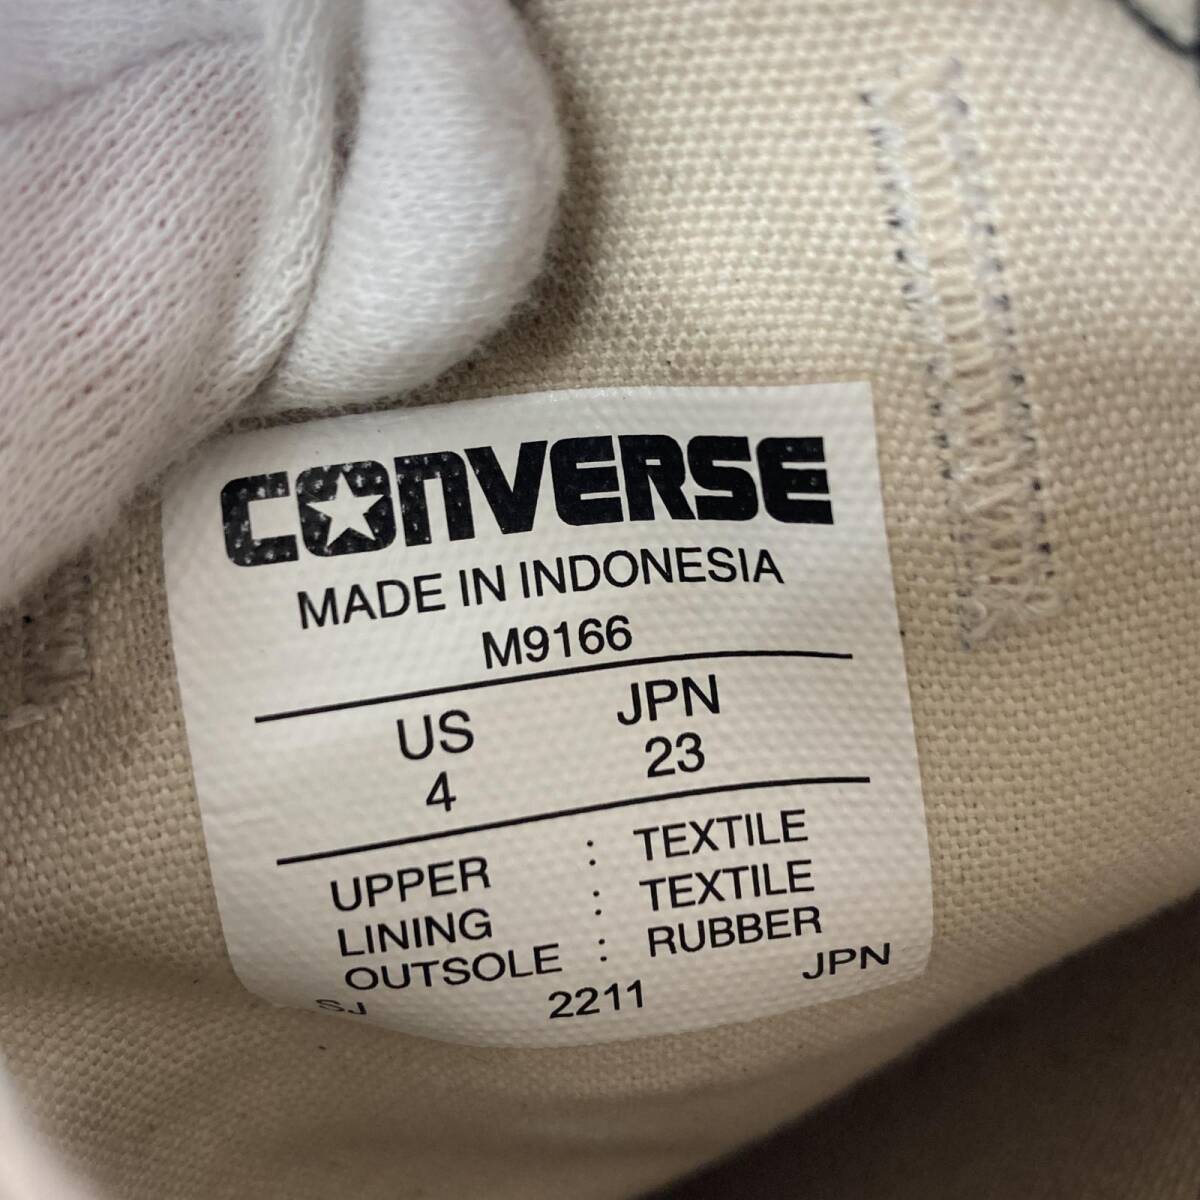 CONVERSE
MADE IN INDONESIA
M9166
US JPN
4 23
UPPER : TEXTILE
LINING : TEXTILE
OUTSOLE : RUBBER
SJ 2211 JPN